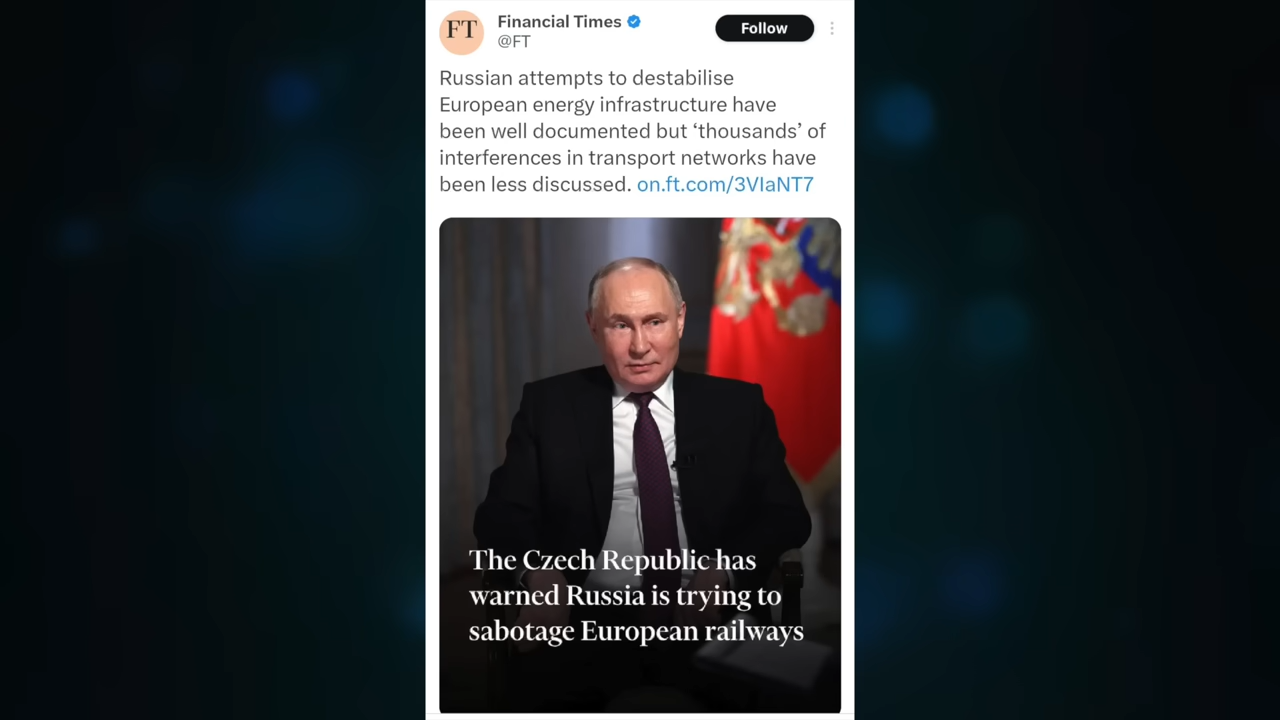 FT
Financial Times
@FT
Follow
Russian attempts to destabilise
European energy infrastructure have
been well documented but ‘thousands’ of
interferences in transport networks have
been less discussed. on.ft.com/3VIaNT7
The Czech Republic has
warned Russia is trying to
sabotage European railways